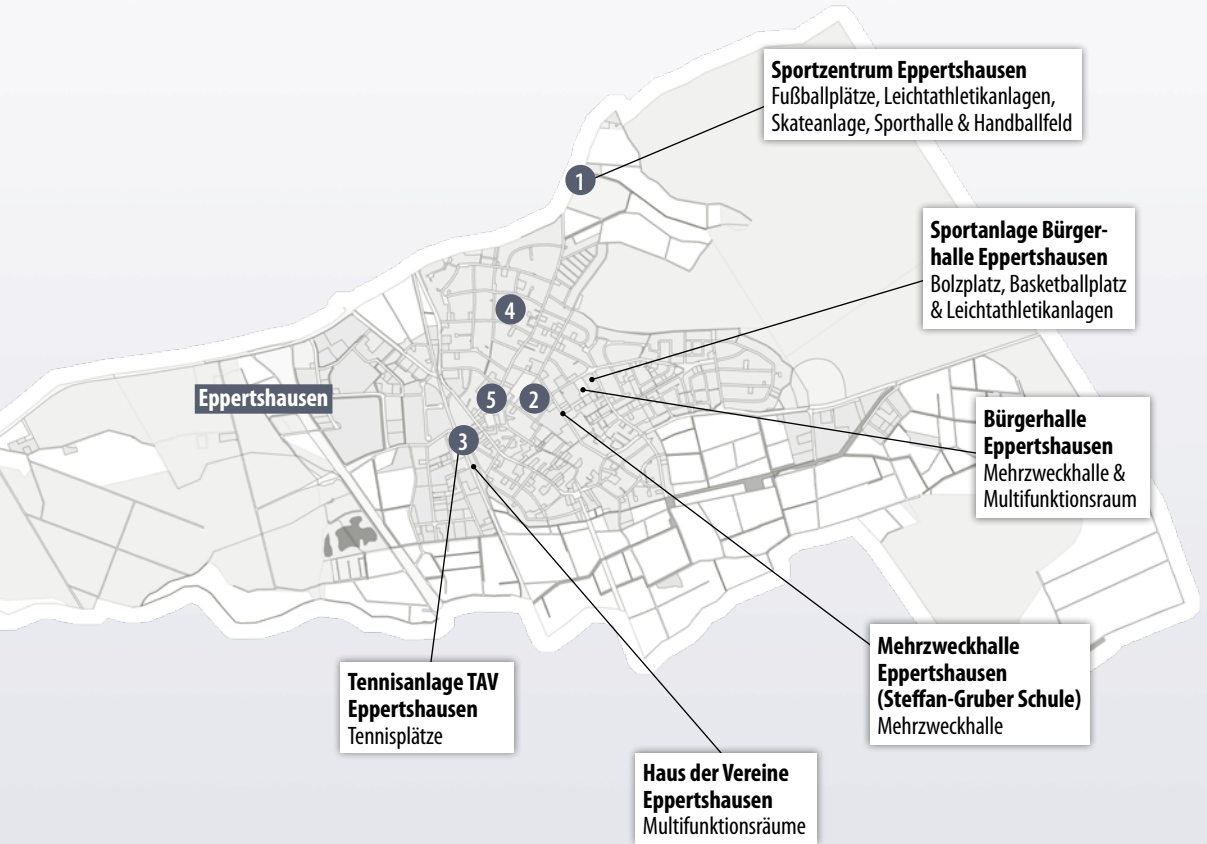 Sportzentrum Eppertshausen
Fußballplätze, Leichtathletikanlagen,
Skateanlage, Sporthalle & Handballfeld
1
Sportanlage Bürger-
halle Eppertshausen
Bolzplatz, Basketballplatz
& Leichtathletikanlagen
4
Eppertshausen
5
2
3
Bürgerhalle
Eppertshausen
Mehrzweckhalle &
Multifunktionsraum
Mehrzweckhalle
Eppertshausen
(Steffan-Gruber Schule)
Mehrzweckhalle
Tennisanlage TAV
Eppertshausen
Tennisplätze
Haus der Vereine
Eppertshausen
Multifunktionsräume